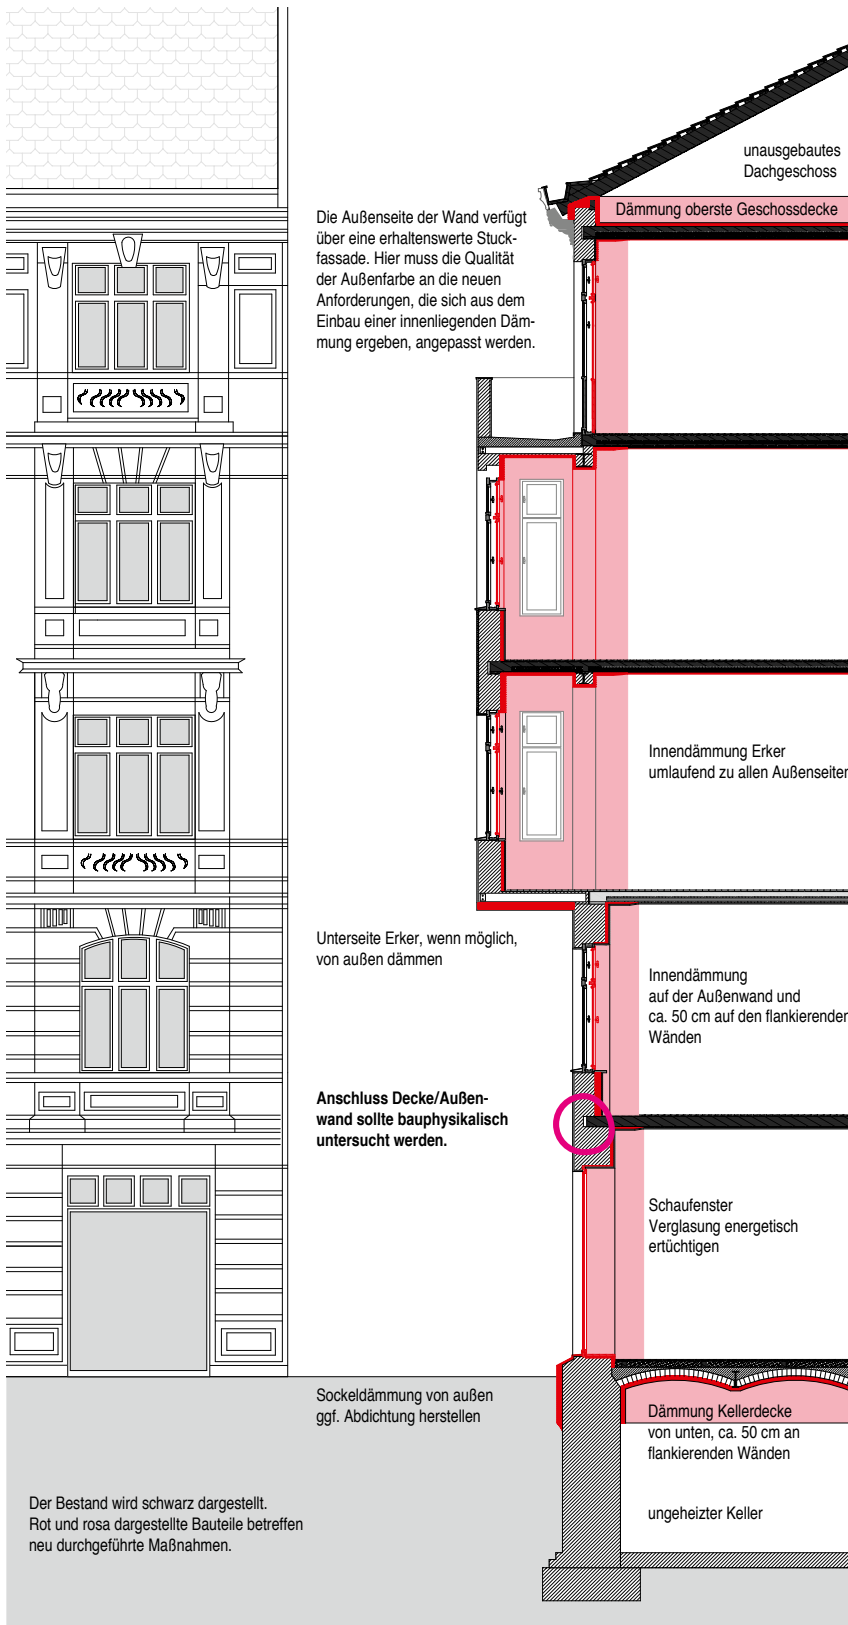 unausgebautes
Dachgeschoss
Dämmung oberste Geschossdecke
Die Außenseite der Wand verfügt
über eine erhaltenswerte Stuck-
fassade. Hier muss die Qualität
der Außenfarbe an die neuen
Anforderungen, die sich aus dem
Einbau einer innenliegenden Däm-
mung ergeben, angepasst werden.
Innendämmung Erker
umlaufend zu allen Außenseiten
Unterseite Erker, wenn möglich,
von außen dämmen
Innendämmung
auf der Außenwand und
ca. 50 cm auf den flankierenden
Wänden
Anschluss Decke/Außen-
wand sollte bauphysikalisch
untersucht werden.
Schaufenster
Verglasung energetisch
ertüchtigen
Sockeldämmung von außen
ggf. Abdichtung herstellen
Dämmung Kellerdecke
von unten, ca. 50 cm an
flankierenden Wänden
ungeheizter Keller
Der Bestand wird schwarz dargestellt.
Rot und rosa dargestellte Bauteile betreffen
neu durchgeführte Maßnahmen.